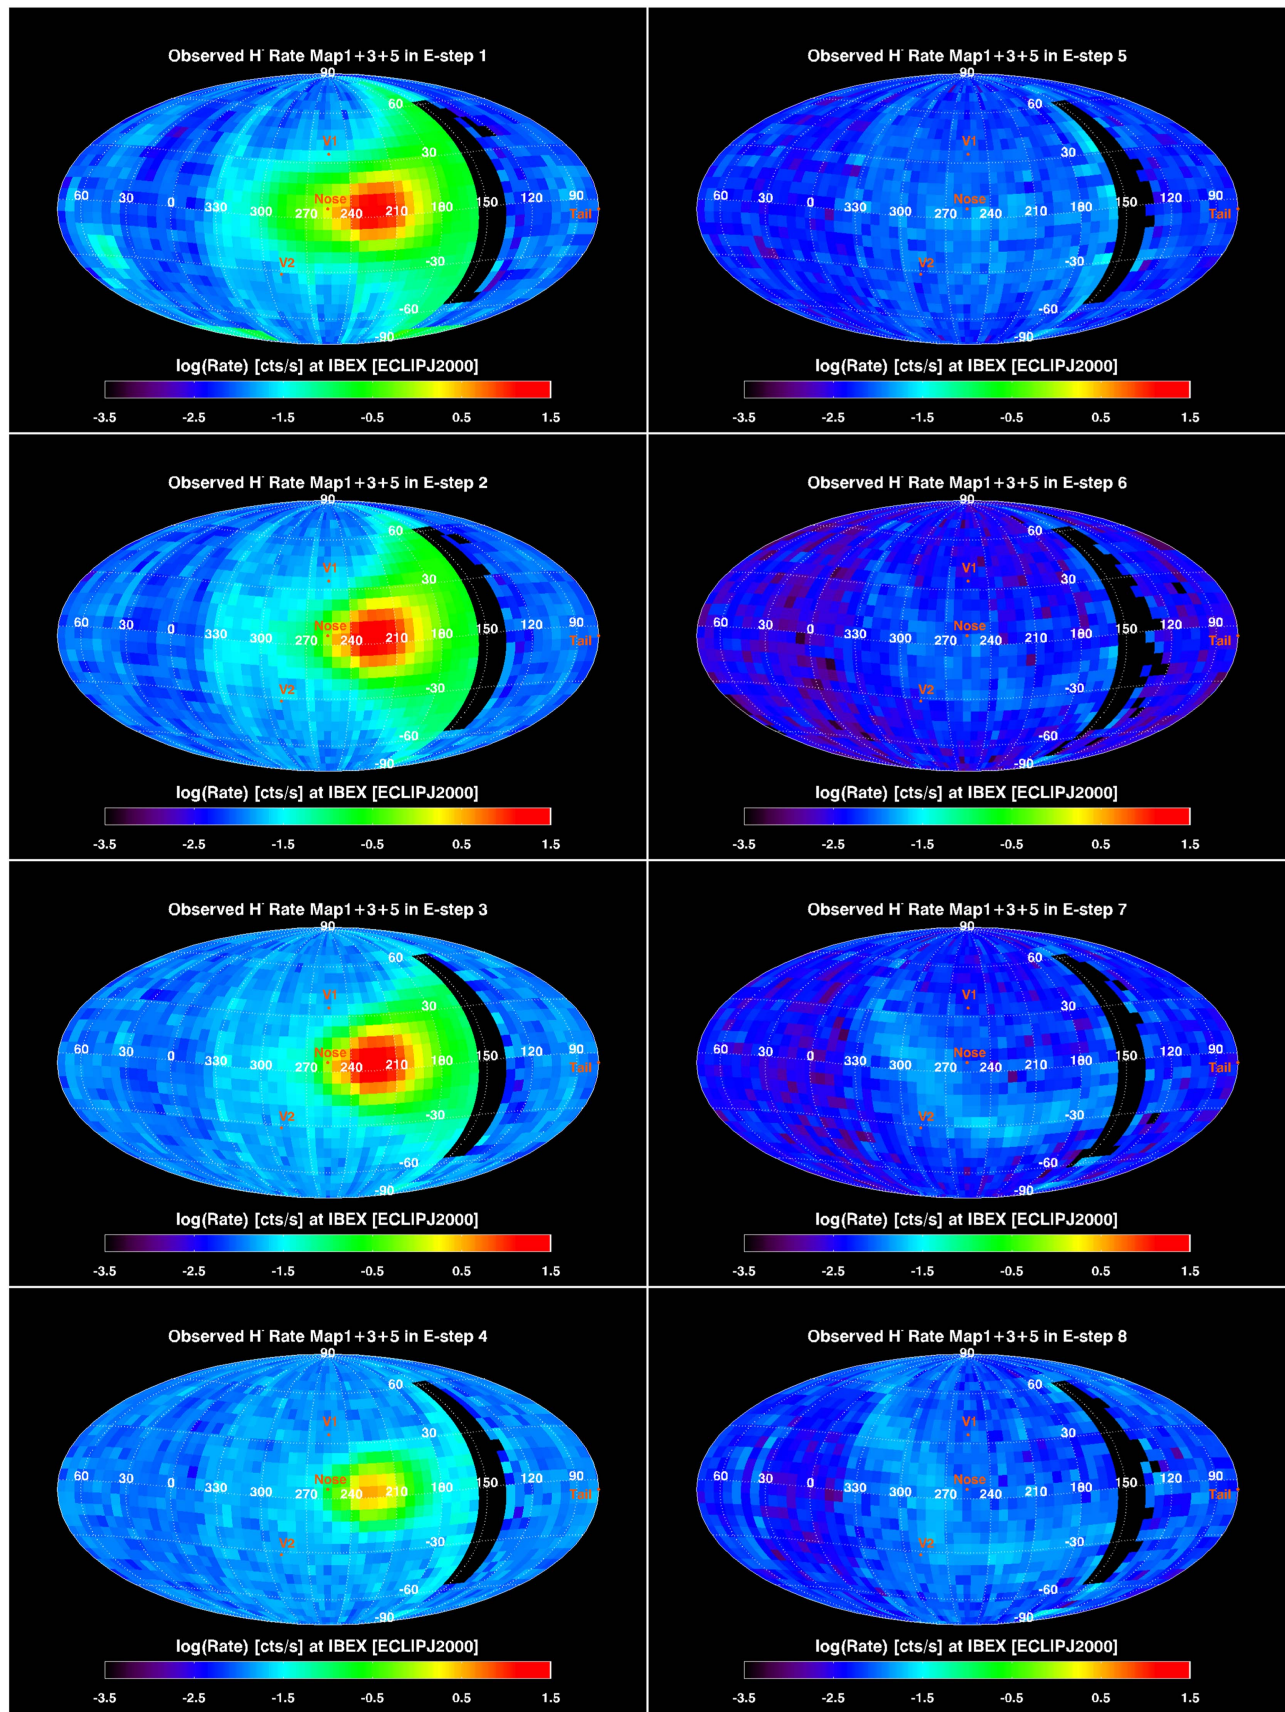 Observed H- Rate Map1+3+5 in E-step 1
90
60
V1
30
60 30 0 330 300 270 Nose 240 210 180 150 120 90
Tail
V2
-30
-60
-90
log(Rate) [cts/s] at IBEX [ECLIPJ2000]
-3.5 -2.5 -1.5 -0.5 0.5 1.5
Observed H- Rate Map1+3+5 in E-step 5
90
60
V1
30
60 30 0 330 300 270 Nose 240 210 180 150 120 90
Tail
V2
-30
-60
-90
log(Rate) [cts/s] at IBEX [ECLIPJ2000]
-3.5 -2.5 -1.5 -0.5 0.5 1.5
Observed H- Rate Map1+3+5 in E-step 2
90
60
V1
30
60 30 0 330 300 270 Nose 240 210 180 150 120 90
Tail
V2
-30
-60
-90
log(Rate) [cts/s] at IBEX [ECLIPJ2000]
-3.5 -2.5 -1.5 -0.5 0.5 1.5
Observed H- Rate Map1+3+5 in E-step 6
90
60
V1
30
60 30 0 330 300 270 Nose 240 210 180 150 120 90
Tail
V2
-30
-60
-90
log(Rate) [cts/s] at IBEX [ECLIPJ2000]
-3.5 -2.5 -1.5 -0.5 0.5 1.5
Observed H- Rate Map1+3+5 in E-step 3
90
60
V1
30
60 30 0 330 300 270 Nose 240 210 180 150 120 90
Tail
V2
-30
-60
-90
log(Rate) [cts/s] at IBEX [ECLIPJ2000]
-3.5 -2.5 -1.5 -0.5 0.5 1.5
Observed H- Rate Map1+3+5 in E-step 7
90
60
V1
30
60 30 0 330 300 270 Nose 240 210 180 150 120 90
Tail
V2
-30
-60
-90
log(Rate) [cts/s] at IBEX [ECLIPJ2000]
-3.5 -2.5 -1.5 -0.5 0.5 1.5
Observed H- Rate Map1+3+5 in E-step 4
90
60
V1
30
60 30 0 330 300 270 Nose 240 210 180 150 120 90
Tail
V2
-30
-60
-90
log(Rate) [cts/s] at IBEX [ECLIPJ2000]
-3.5 -2.5 -1.5 -0.5 0.5 1.5
Observed H- Rate Map1+3+5 in E-step 8
90
60
V1
30
60 30 0 330 300 270 Nose 240 210 180 150 120 90
Tail
V2
-30
-60
-90
log(Rate) [cts/s] at IBEX [ECLIPJ2000]
-3.5 -2.5 -1.5 -0.5 0.5 1.5